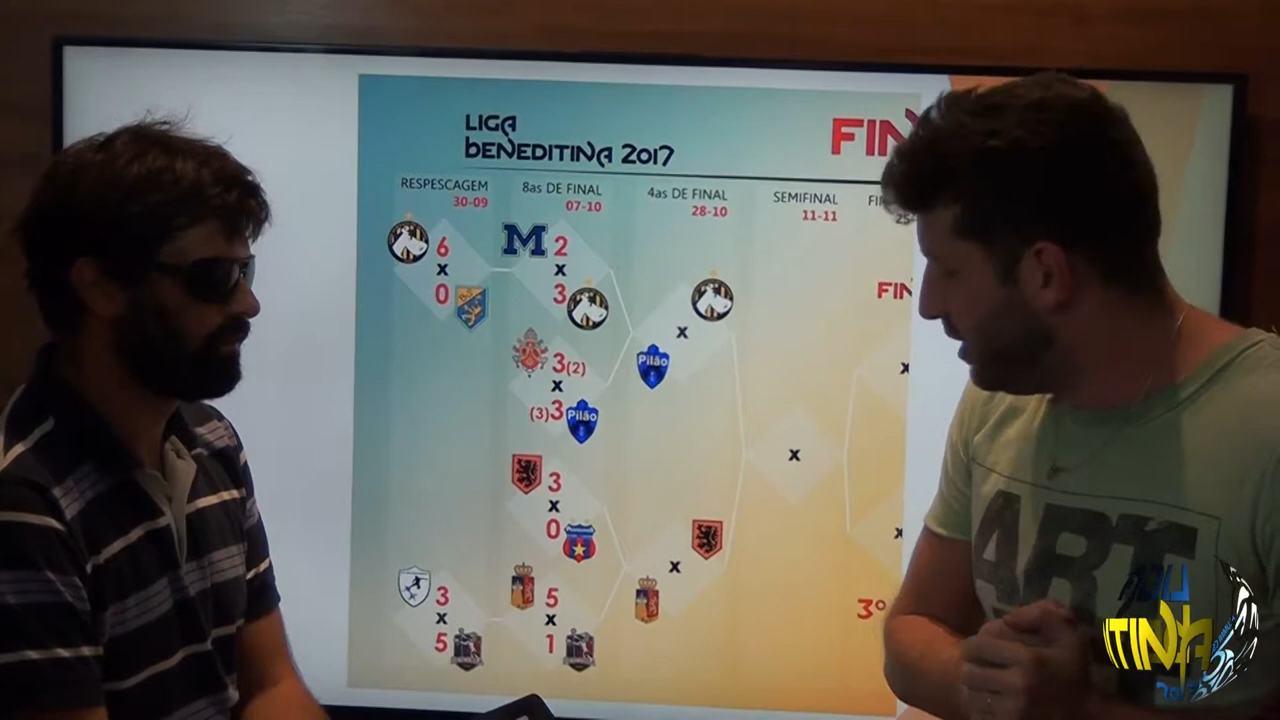 LIGA
BENEDITINA 2017
FIN
RESPESCAGEM 8as DE FINAL 4as DE FINAL SEMIFINAL
30-09 07-10 28-10 11-11 25-
6 M 2
x x
0 3
x
Pilão
3(2)
x
(3)3 Pilão
FIN
x
x
3
x
0
x
x
3 5
x x
5 1
3º
ART
ITINA